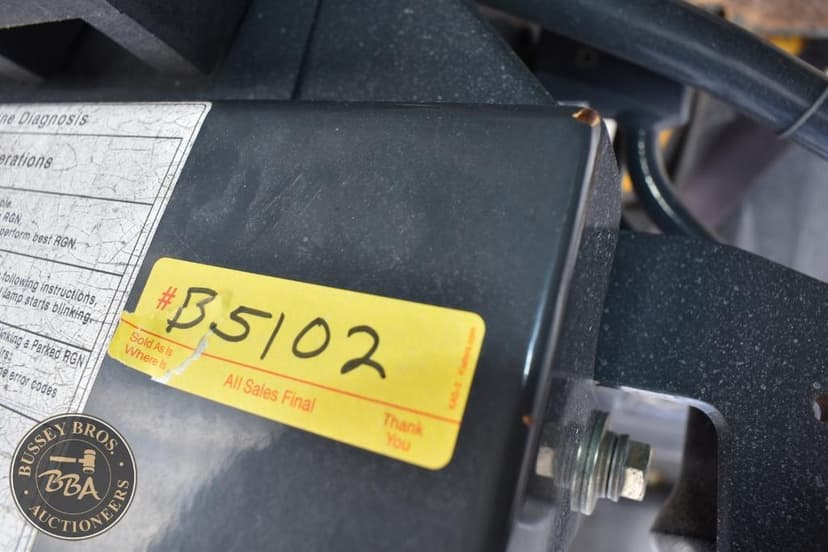 ne Diagnosis
erations
ble.
RGN.
perform best RGN.
following instructions,
lamp starts blinking.
inking a Parked RGN
rs;
e error codes
# B5102
Sold As Is
Where Is
All Sales Final
Thank
You
BUSSEY BROS.
BBA
AUCTIONEERS